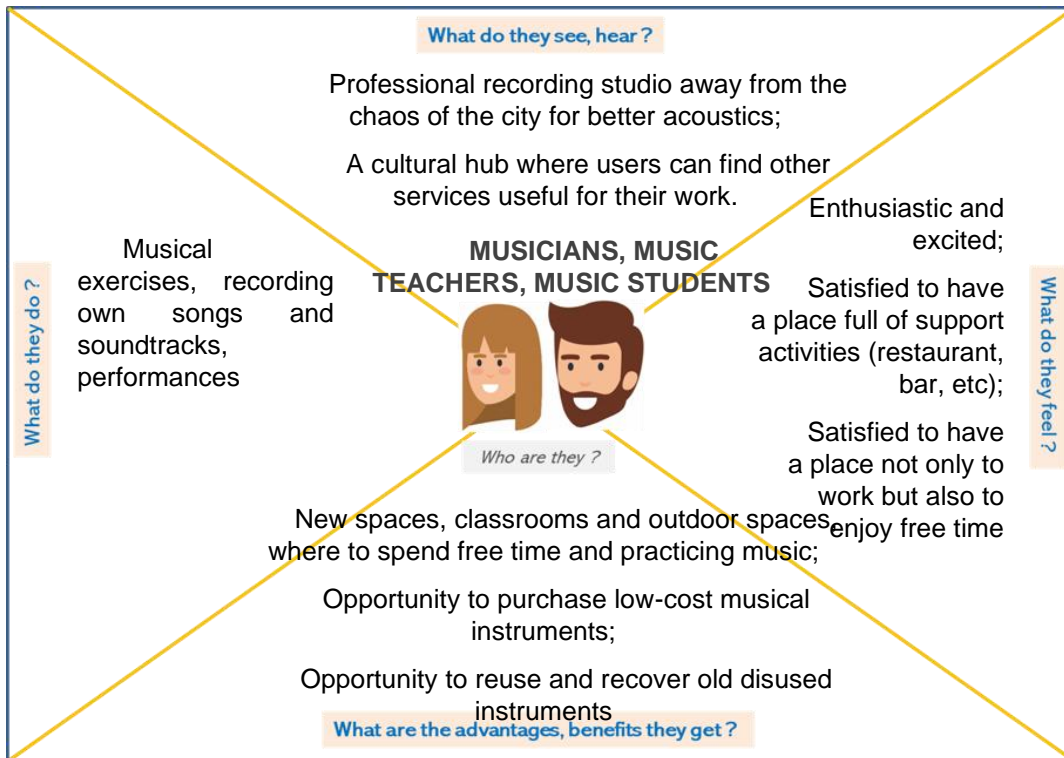 What do they see, hear ?
Professional recording studio away from the
chaos of the city for better acoustics;
A cultural hub where users can find other
services useful for their work.
What do they do ?
Musical
exercises, recording
own songs and
soundtracks,
performances
MUSICIANS, MUSIC
TEACHERS, MUSIC STUDENTS
Who are they ?
Enthusiastic and
excited;
Satisfied to have
a place full of support
activities (restaurant,
bar, etc);
Satisfied to have
a place not only to
work but also to
enjoy free time
What do they feel ?
New spaces, classrooms and outdoor spaces,
where to spend free time and practicing music;
Opportunity to purchase low-cost musical
instruments;
Opportunity to reuse and recover old disused
instruments
What are the advantages, benefits they get ?